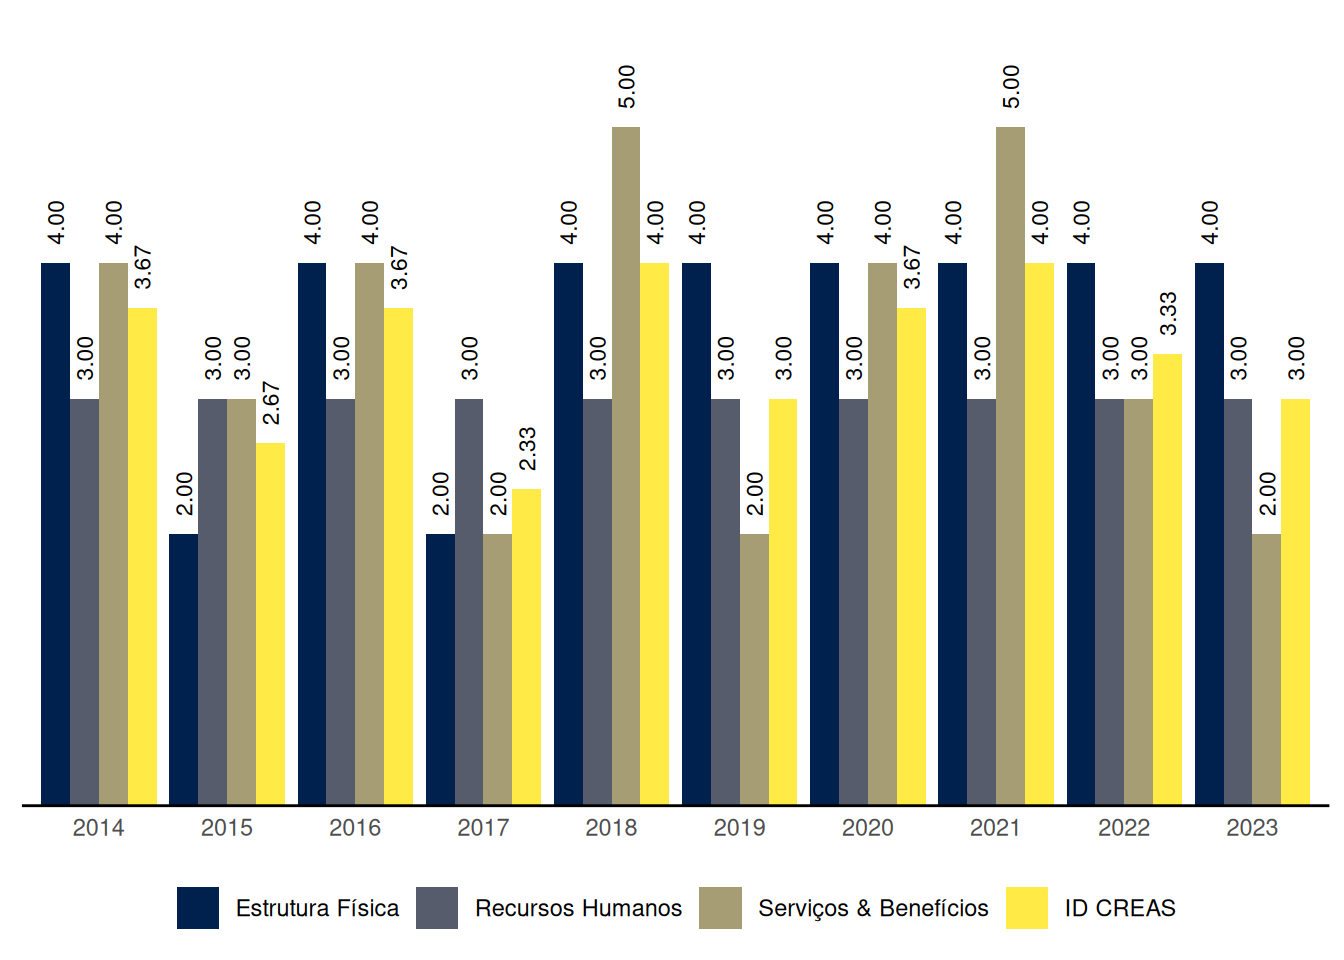 5.00 5.00
4.00 4.00 4.00 4.00 4.00 4.00 4.00 4.00 4.00 4.00 4.00 4.00 4.00
3.67 3.67 3.67
3.33
3.00 3.00 3.00 3.00 3.00 3.00 3.00 3.00 3.00 3.00 3.00 3.00 3.00 3.00
2.67
2.33
2.00 2.00 2.00 2.00 2.00
2014 2015 2016 2017 2018 2019 2020 2021 2022 2023
Estrutura Física Recursos Humanos Serviços & Benefícios ID CREAS